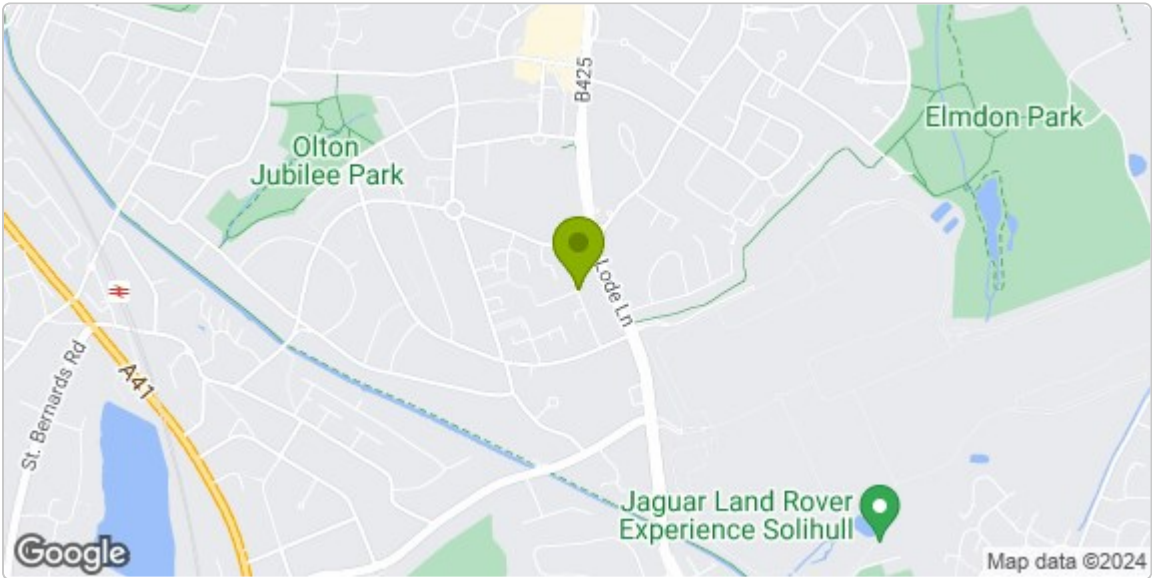 B425
Elmdon Park
Olton
Jubilee Park
Lode Ln
St. Bernards Rd
A41
Jaguar Land Rover
Experience Solihull
Google
Map data ©2024